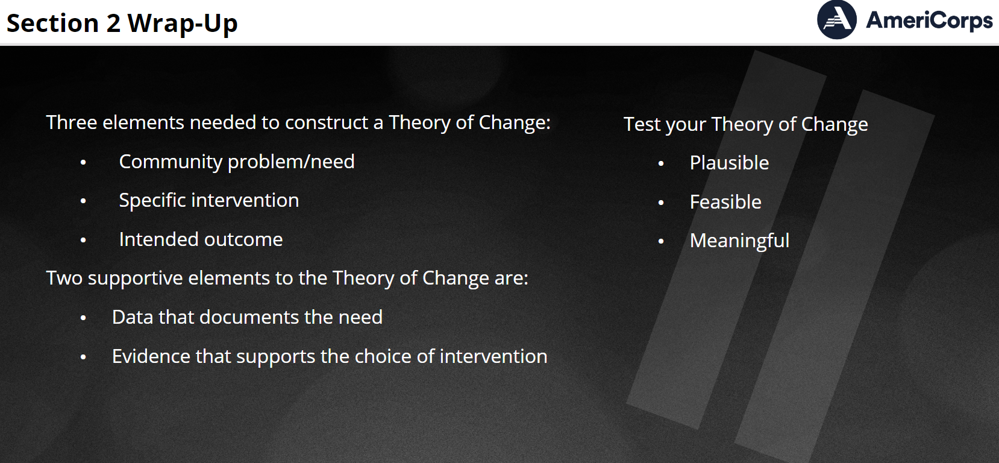 Section 2 Wrap-Up
AmeriCorps
Three elements needed to construct a Theory of Change:
• Community problem/need
• Specific intervention
• Intended outcome
Two supportive elements to the Theory of Change are:
• Data that documents the need
• Evidence that supports the choice of intervention
Test your Theory of Change
• Plausible
• Feasible
• Meaningful